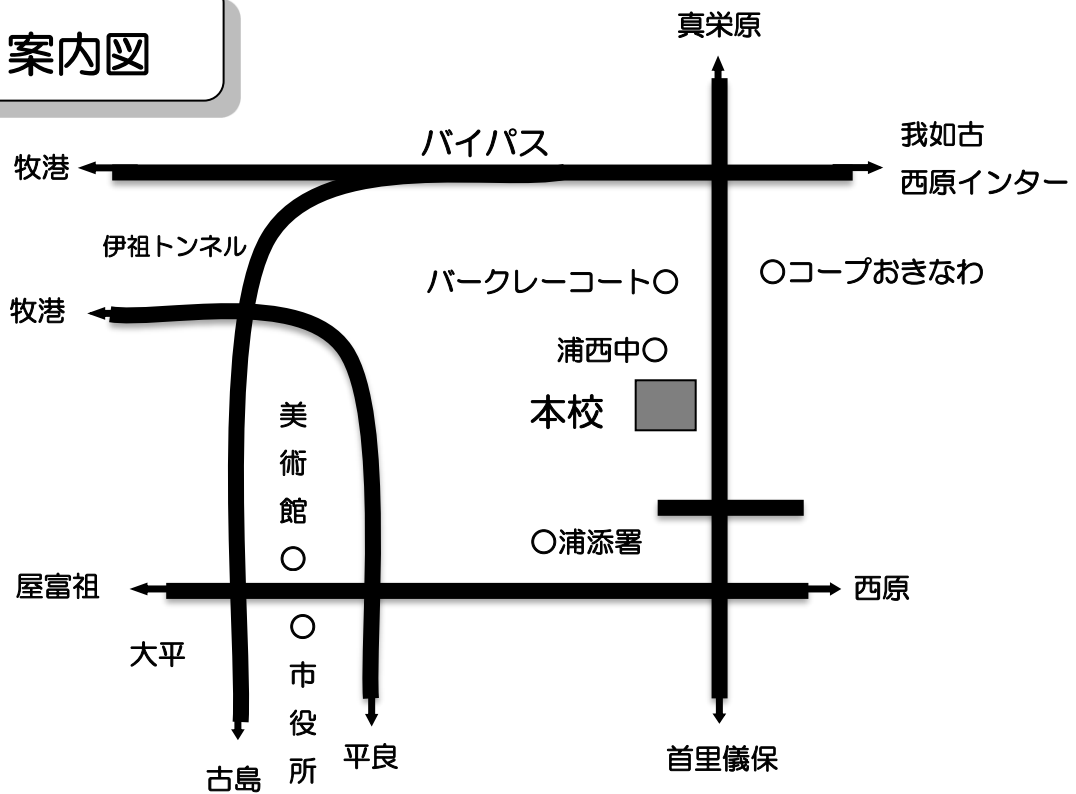 案内図
真栄原
バイパス
牧港
我如古
西原インター
伊祖トンネル
バークレーコート○
○コープおきなわ
牧港
浦西中○
本校
美術館○
○浦添署
屋富祖
西原
○市役所
大平
平良
首里儀保
古島